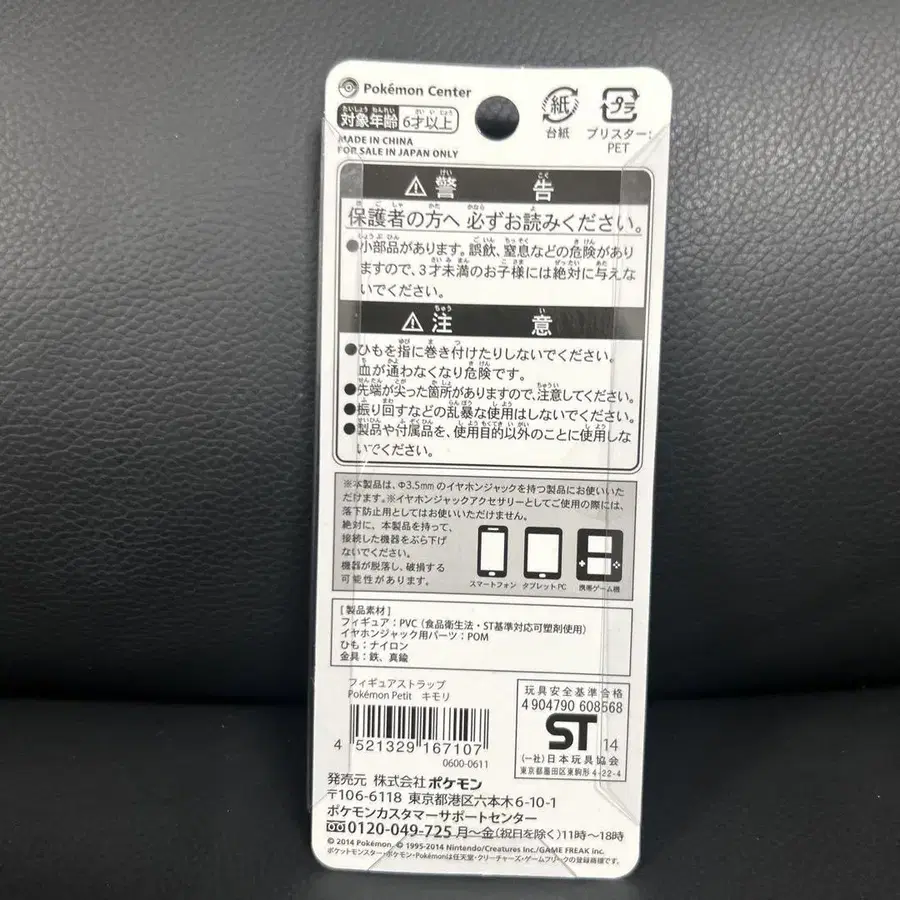 Pokémon Center
対象年齢 6才以上
紙
台紙
プラ
ブリスター:
PET
MADE IN CHINA
FOR SALE IN JAPAN ONLY
警告
保護者の方へ 必ずお読みください。
●小部品があります。誤飲、窒息などの危険があり
ますので、3才未満のお子様には絶対に与えな
いでください。
注意
●ひもを指に巻き付けたりしないでください。
血が通わなくなり危険です。
●先端が尖った箇所がありますので、注意してください。
●振り回すなどの乱暴な使用はしないでください。
●製品や付属品を、使用目的以外のことに使用しな
いでください。
※本製品は、Φ3.5mmのイヤホンジャックを持つ製品にお使いいた
だけます。※イヤホンジャックアクセサリーとしてご使用の際には、
落下防止用としてはお使いいただけません。
絶対に、本製品を持って、
接続した機器をぶら下げ
ないでください。
機器が脱落し、破損する
可能性があります。
スマートフォン タブレットPC 携帯ゲーム機
[製品素材]
フィギュア:PVC(食品衛生法・ST基準対応可塑剤使用)
イヤホンジャック用パーツ:POM
ひも:ナイロン
金具:鉄、真鍮
フィギュアストラップ
Pokémon Petit キモリ
4 521329 167107
0600-0611
玩具安全基準合格
4 904790 608568
ST 14
(一社)日本玩具協会
東京都墨田区東駒形4-22-4
発売元 株式会社ポケモン
〒106-6118 東京都港区六本木6-10-1
ポケモンカスタマーサポートセンター
0120-049-725 月〜金(祝日を除く)11時〜18時
© 2014 Pokémon. © 1995-2014 Nintendo/Creatures Inc./GAME FREAK inc.
ポケットモンスター・ポケモン・Pokémonは任天堂・クリーチャーズ・ゲームフリークの登録商標です。